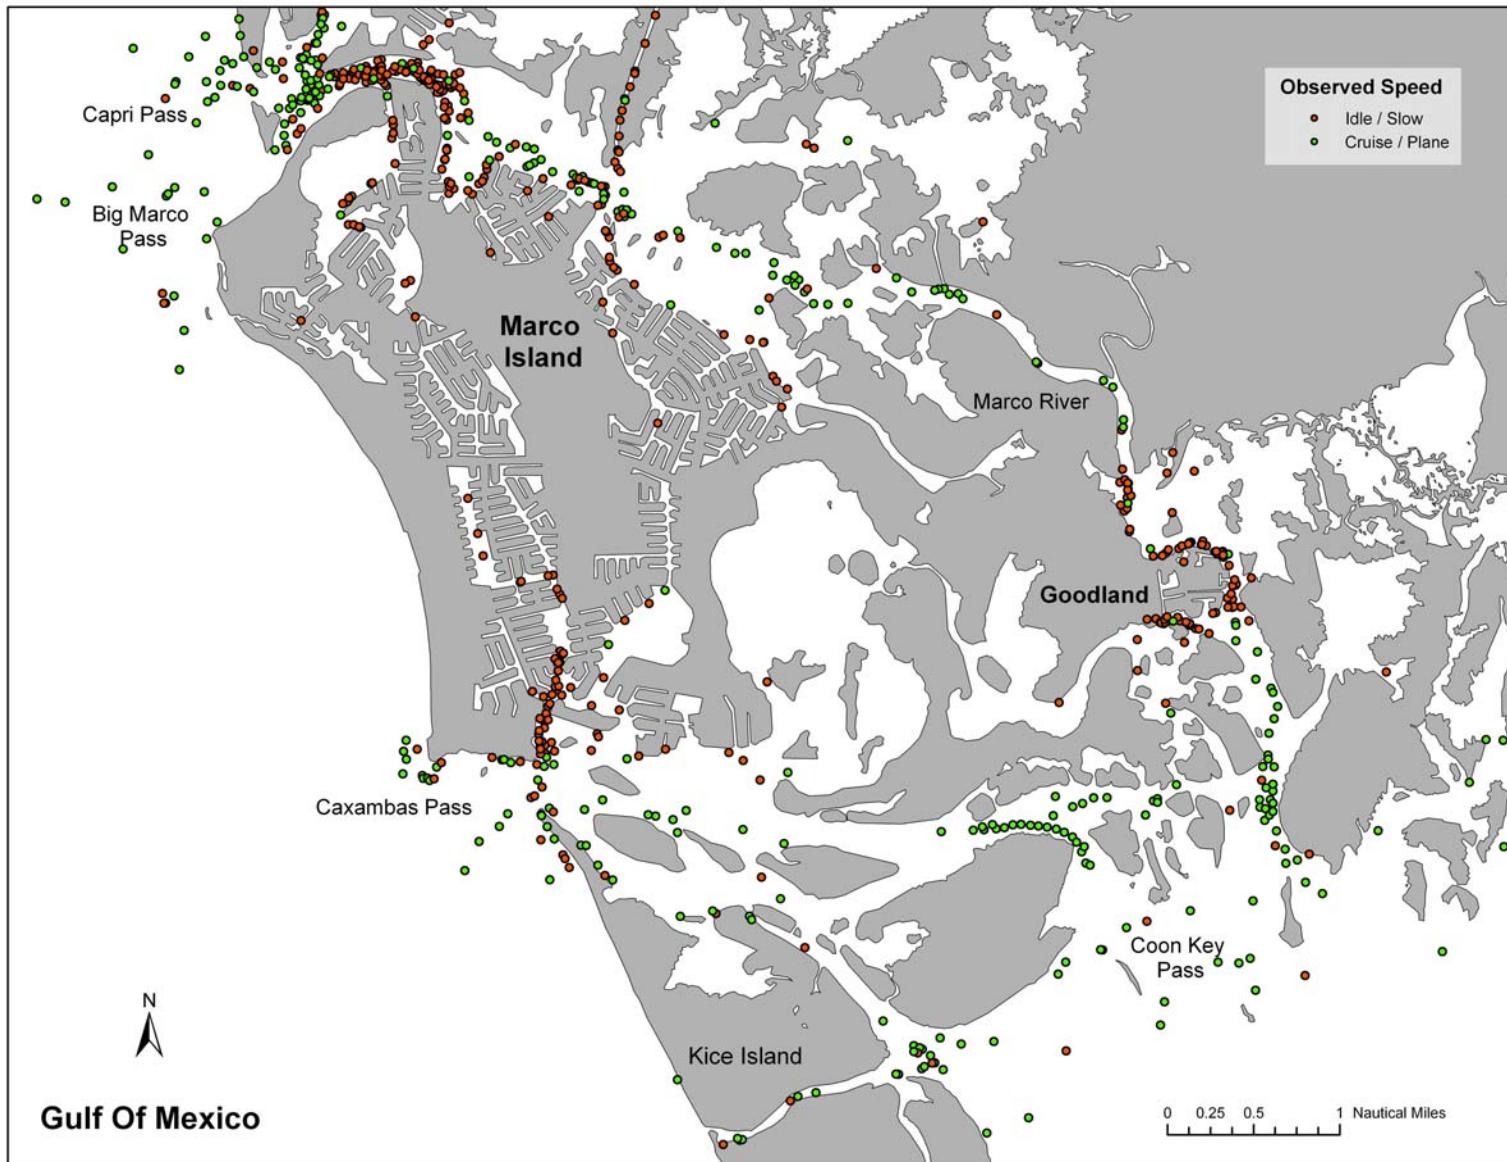 Observed Speed
Idle / Slow
Cruise / Plane
Capri Pass
Big Marco
Pass
Marco
Island
Marco River
Goodland
Caxambas Pass
Coon Key
Pass
N
Kice Island
Gulf Of Mexico
0 0.25 0.5 1 Nautical Miles